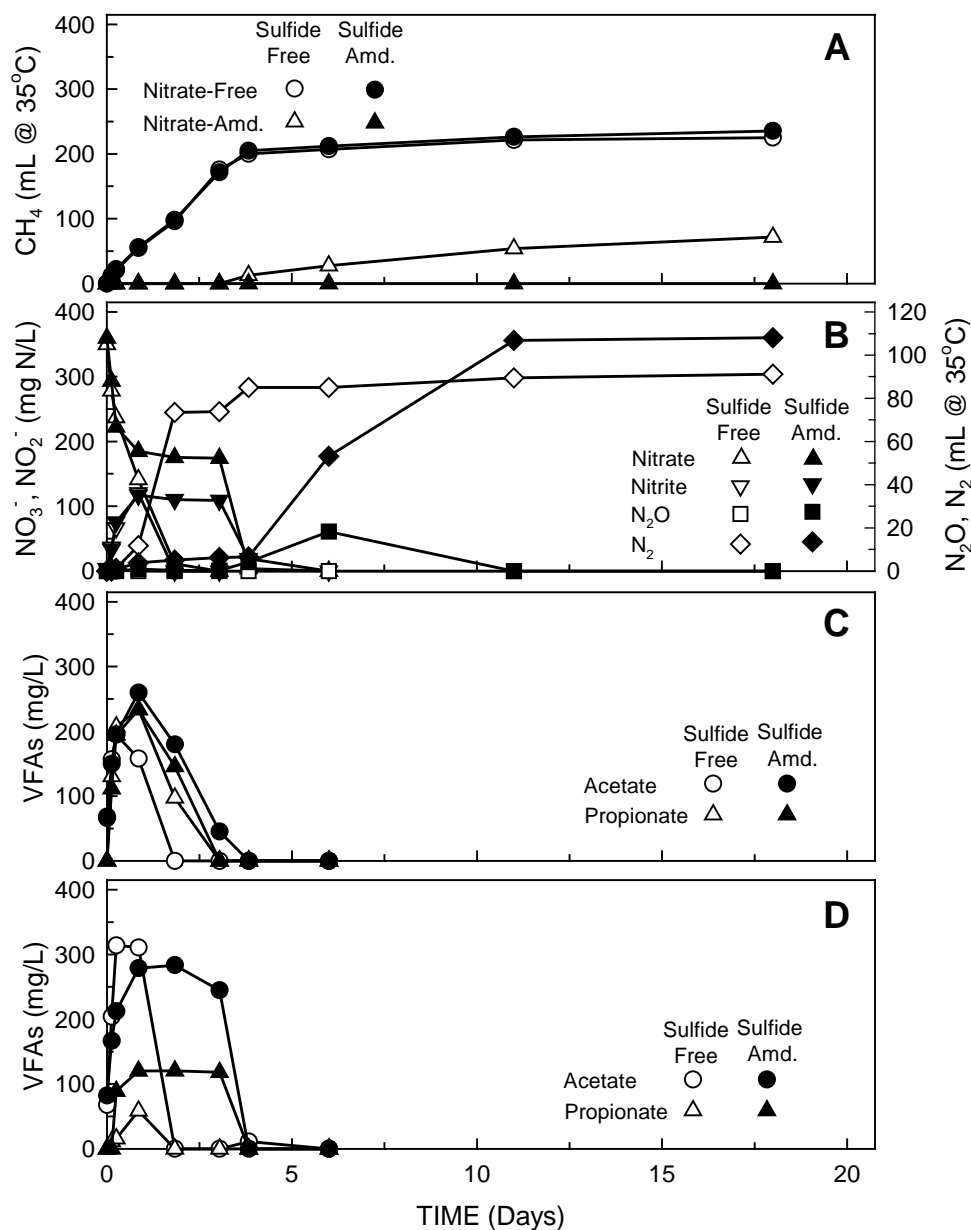 A
Sulfide Sulfide
Free Amd.
Nitrate-Free
Nitrate-Amd.
CH4 (mL @ 35oC)
400
300
200
100
0
B
Sulfide Sulfide
Free Amd.
Nitrate
Nitrite
N2O
N2
NO3-, NO2- (mg N/L)
400
300
200
100
0
N2O, N2 (mL @ 35oC)
120
100
80
60
40
20
0
C
Sulfide Sulfide
Free Amd.
Acetate
Propionate
VFAs (mg/L)
400
300
200
100
0
D
Sulfide Sulfide
Free Amd.
Acetate
Propionate
VFAs (mg/L)
400
300
200
100
0
0 5 10 15 20
TIME (Days)